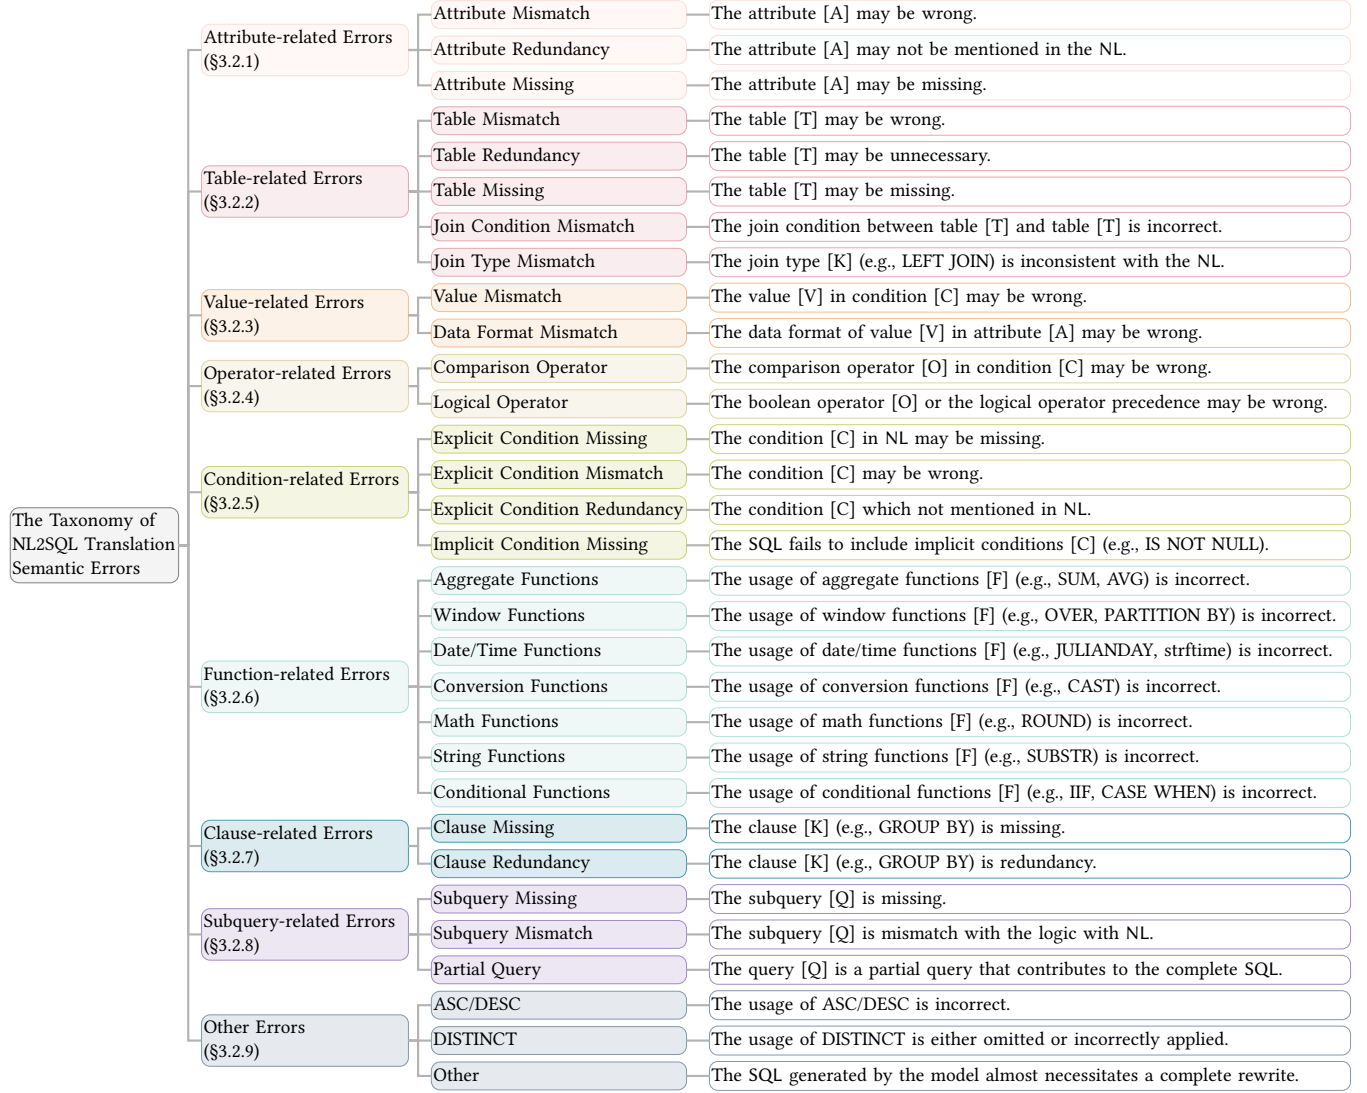 The Taxonomy of
NL2SQL Translation
Semantic Errors
Attribute-related Errors
(§3.2.1)
Attribute Mismatch
The attribute [A] may be wrong.
Attribute Redundancy
The attribute [A] may not be mentioned in the NL.
Attribute Missing
The attribute [A] may be missing.
Table-related Errors
(§3.2.2)
Table Mismatch
The table [T] may be wrong.
Table Redundancy
The table [T] may be unnecessary.
Table Missing
The table [T] may be missing.
Join Condition Mismatch
The join condition between table [T] and table [T] is incorrect.
Join Type Mismatch
The join type [K] (e.g., LEFT JOIN) is inconsistent with the NL.
Value-related Errors
(§3.2.3)
Value Mismatch
The value [V] in condition [C] may be wrong.
Data Format Mismatch
The data format of value [V] in attribute [A] may be wrong.
Operator-related Errors
(§3.2.4)
Comparison Operator
The comparison operator [O] in condition [C] may be wrong.
Logical Operator
The boolean operator [O] or the logical operator precedence may be wrong.
Condition-related Errors
(§3.2.5)
Explicit Condition Missing
The condition [C] in NL may be missing.
Explicit Condition Mismatch
The condition [C] may be wrong.
Explicit Condition Redundancy
The condition [C] which not mentioned in NL.
Implicit Condition Missing
The SQL fails to include implicit conditions [C] (e.g., IS NOT NULL).
Function-related Errors
(§3.2.6)
Aggregate Functions
The usage of aggregate functions [F] (e.g., SUM, AVG) is incorrect.
Window Functions
The usage of window functions [F] (e.g., OVER, PARTITION BY) is incorrect.
Date/Time Functions
The usage of date/time functions [F] (e.g., JULIANDAY, strftime) is incorrect.
Conversion Functions
The usage of conversion functions [F] (e.g., CAST) is incorrect.
Math Functions
The usage of math functions [F] (e.g., ROUND) is incorrect.
String Functions
The usage of string functions [F] (e.g., SUBSTR) is incorrect.
Conditional Functions
The usage of conditional functions [F] (e.g., IIF, CASE WHEN) is incorrect.
Clause-related Errors
(§3.2.7)
Clause Missing
The clause [K] (e.g., GROUP BY) is missing.
Clause Redundancy
The clause [K] (e.g., GROUP BY) is redundancy.
Subquery-related Errors
(§3.2.8)
Subquery Missing
The subquery [Q] is missing.
Subquery Mismatch
The subquery [Q] is mismatch with the logic with NL.
Partial Query
The query [Q] is a partial query that contributes to the complete SQL.
Other Errors
(§3.2.9)
ASC/DESC
The usage of ASC/DESC is incorrect.
DISTINCT
The usage of DISTINCT is either omitted or incorrectly applied.
Other
The SQL generated by the model almost necessitates a complete rewrite.